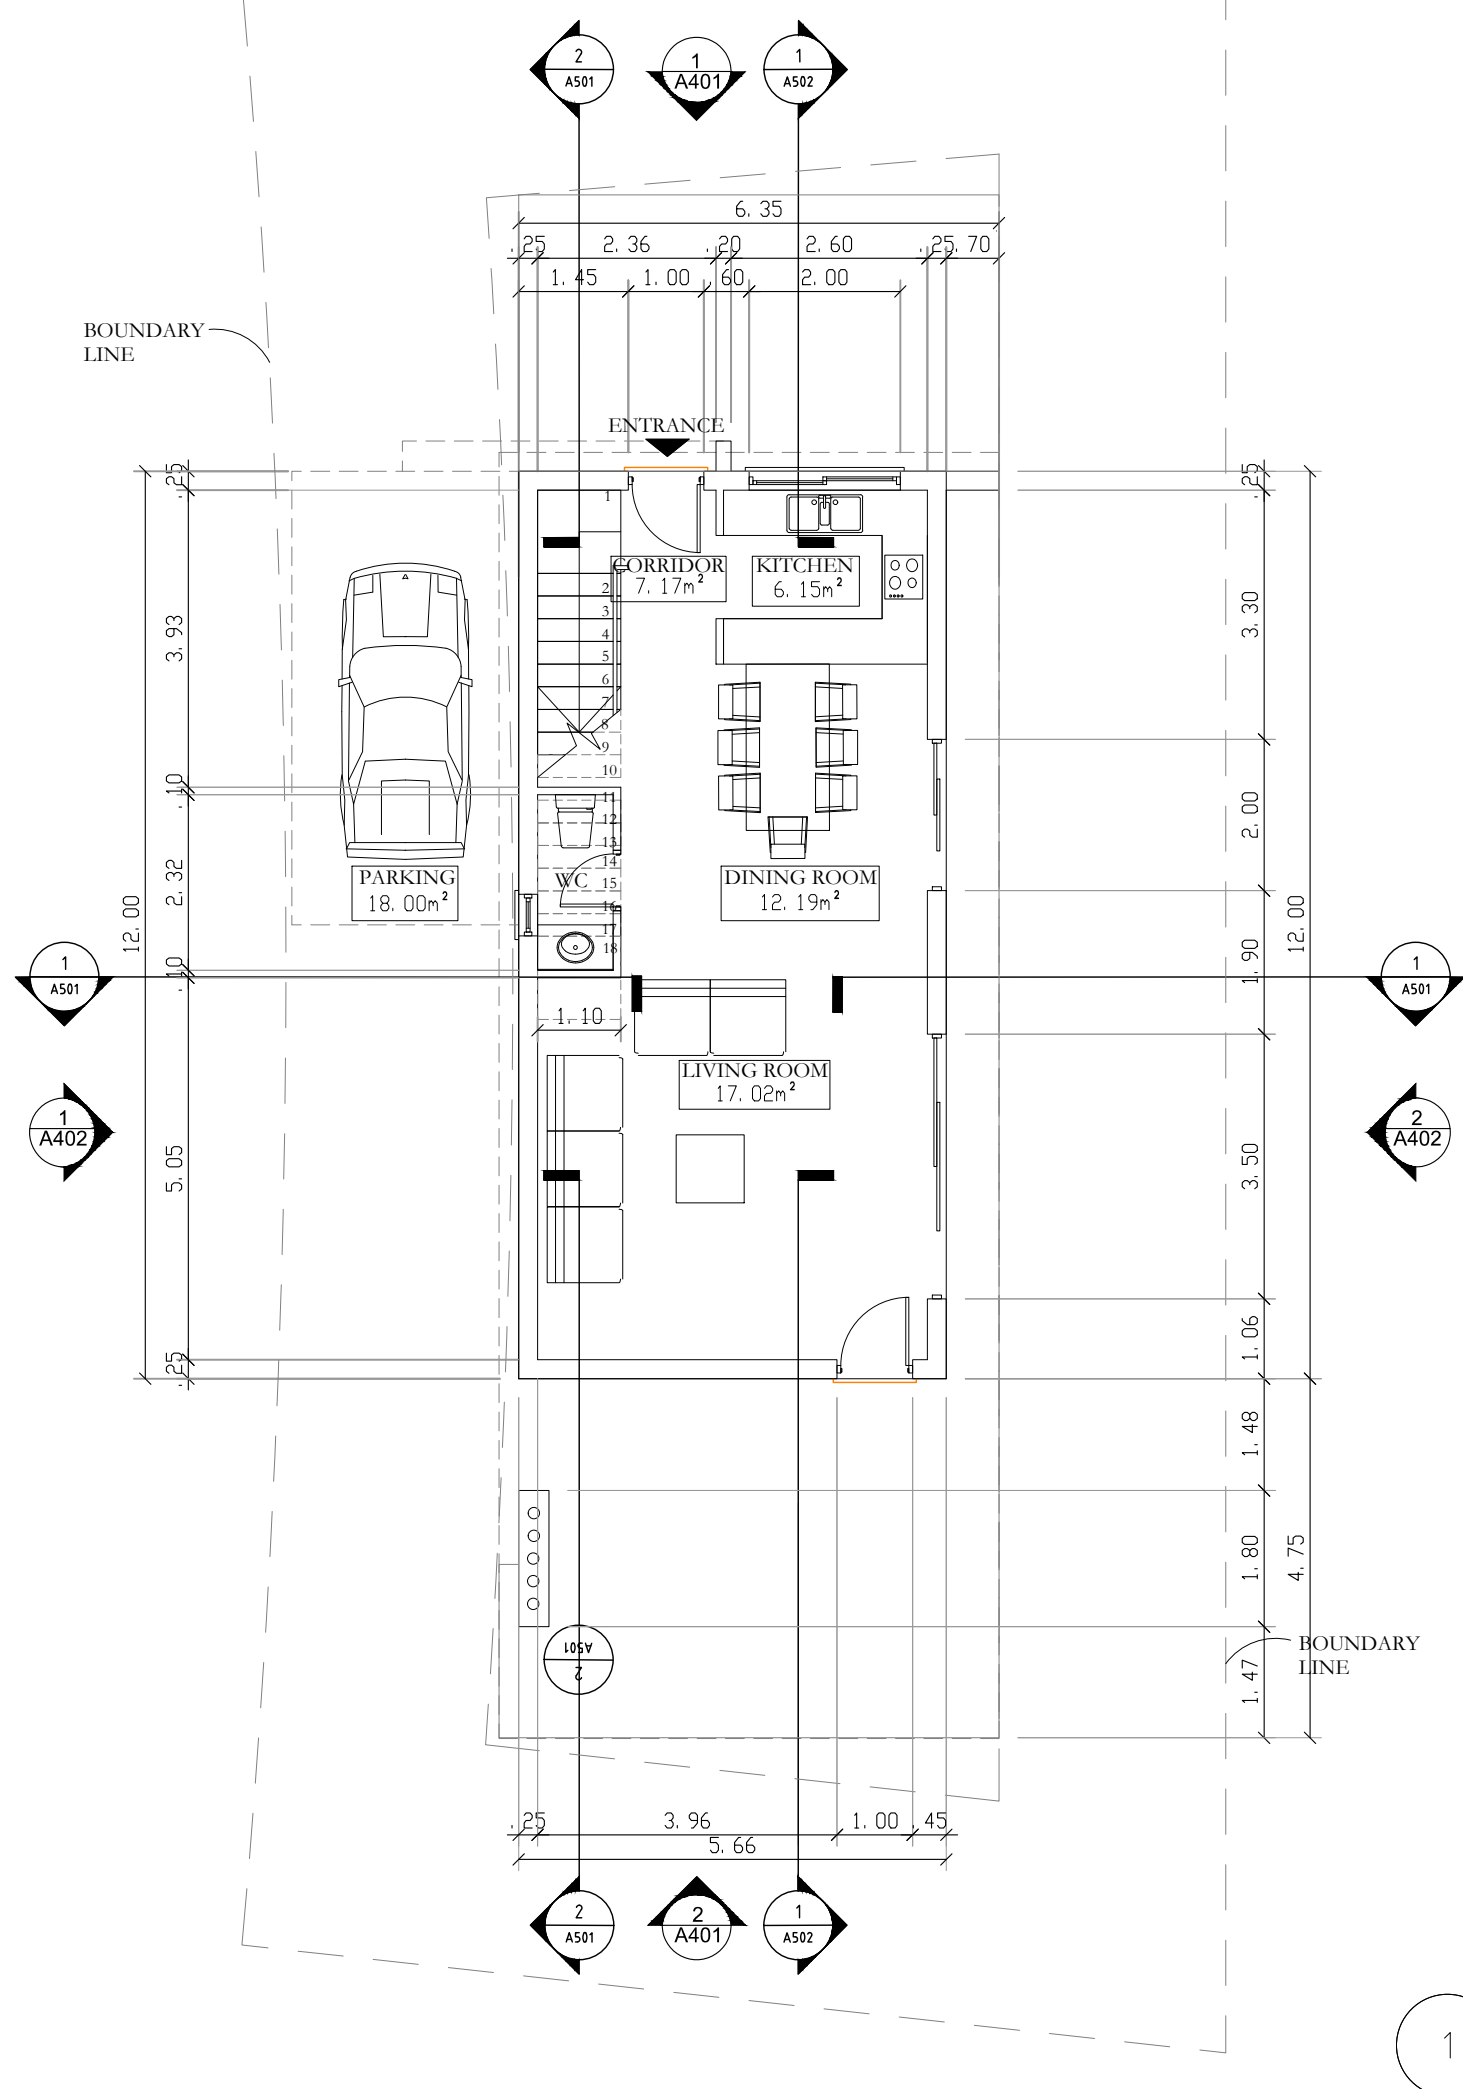 2
A501
1
A401
1
A502
6.35
.25
2.36
.20
2.60
.25
.70
1.45
1.00
.60
2.00
BOUNDARY
LINE
ENTRANCE
.25
.25
1
CORRIDOR
7.17m²
KITCHEN
6.15m²
2
3
4
5
6
7
8
9
10
3.93
3.30
.10
11
12
13
14
15
16
17
18
WC
PARKING
18.00m²
DINING ROOM
12.19m²
2.00
2.32
12.00
12.00
1.90
.10
1
A501
1
A501
1.10
LIVING ROOM
17.02m²
1
A402
2
A402
5.05
3.50
1.06
.25
1.48
1.80
4.75
2
A501
BOUNDARY
LINE
1.47
.25
3.96
1.00
.45
5.66
2
A501
2
A401
1
A502
1